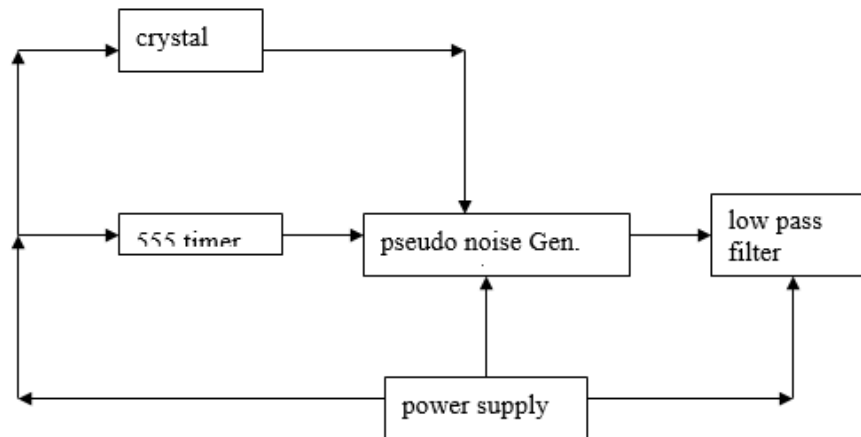 crystal
555 timer
pseudo noise Gen.
low pass
filter
power supply